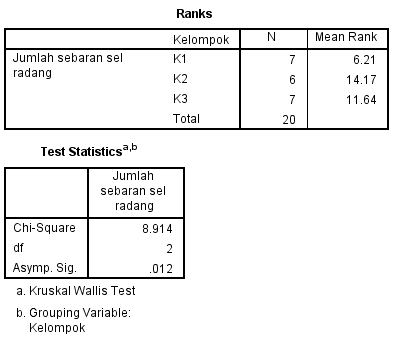 Ranks
Kelompok N Mean Rank
Jumlah sebaran sel radang K1 7 6.21
K2 6 14.17
K3 7 11.64
Total 20
Test Statisticsa,b
Jumlah
sebaran sel
radang
Chi-Square 8.914
df 2
Asymp. Sig. .012
a. Kruskal Wallis Test
b. Grouping Variable:
Kelompok